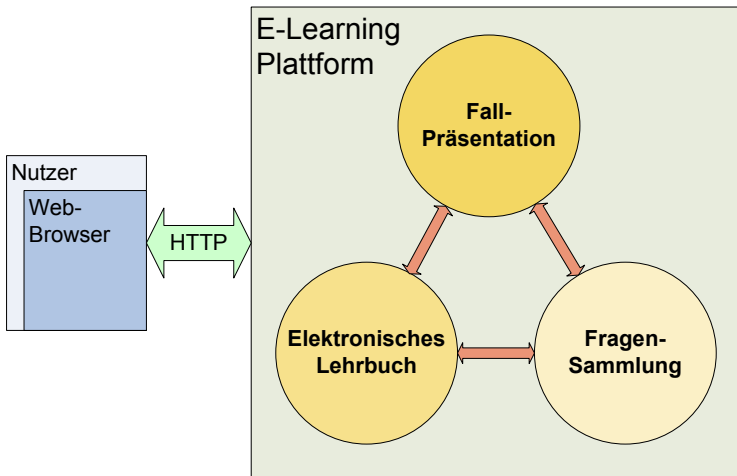 E-Learning
Plattform
Fall-
Präsentation
Nutzer
Web-
Browser
HTTP
Elektronisches
Lehrbuch
Fragen-
Sammlung